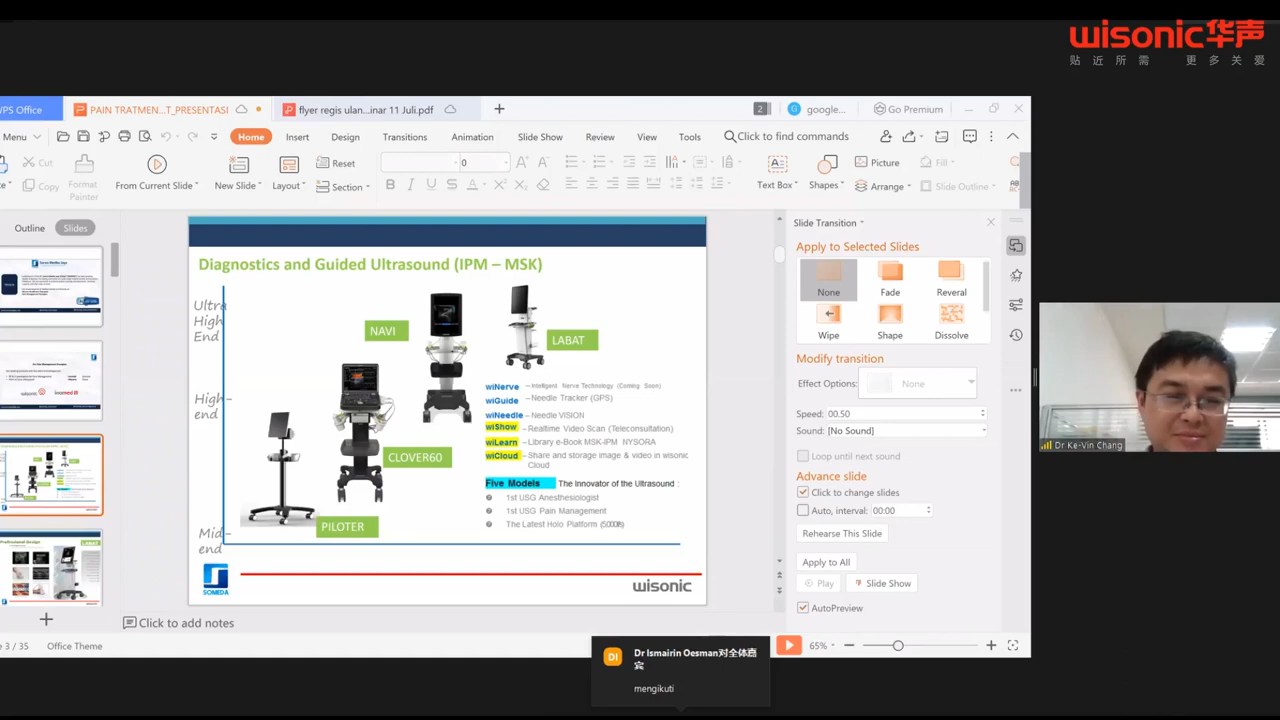 wisonic华声
贴近所需 更多关爱
WPS Office
PAIN TRATMEN...T_PRESENTASI
flyer regis ulan...inar 11 Juli.pdf
2
google...
Go Premium
Menu
Home
Insert
Design
Transitions
Animation
Slide Show
Review
View
Tools
Click to find commands
Cut
Copy
Format
Painter
From Current Slide
New Slide
Layout
Reset
Section
0
Text Box
Shapes
Picture
Arrange
Fill
Slide Outline
Outline
Slides
Diagnostics and Guided Ultrasound (IPM – MSK)
Ultra
High
End
High
end
Mid
end
NAVI
LABAT
CLOVER60
PILOTER
wiNerve – Intelligent Nerve Technology (Coming Soon)
wiGuide – Needle Tracker (GPS)
wiNeedle – Needle VISION
wiShow – Realtime Video Scan (Teleconsultation)
wiLearn – Library e-Book MSK-IPM NYSORA
wiCloud – Share and storage image & video in wisonic
Cloud
Five Models The Innovator of the Ultrasound :
1st USG Anesthesiologist
1st USG Pain Management
The Latest Holo Platform (5.000fh)
SOMEDA
wisonic
Slide Transition
Apply to Selected Slides
None
Fade
Reveral
Wipe
Shape
Dissolve
Modify transition
Effect Options:
None
Speed: 00.50
Sound: [No Sound]
Loop until next sound
Advance slide
Click to change slides
Auto, interval: 00:00
Rehearse This Slide
Apply to All
Play
Slide Show
AutoPreview
Dr Ke-Vin Chang
Click to add notes
3 / 35
Office Theme
65%
DI
Dr Ismairin Oesman对全体嘉
宾
mengikuti